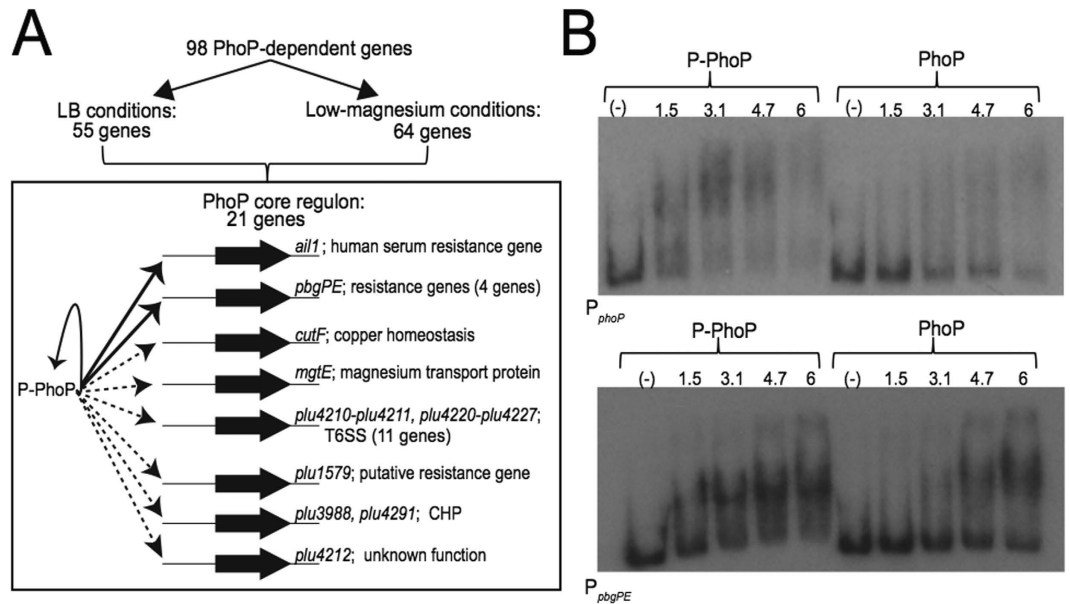 A
98 PhoP-dependent genes
LB conditions:
55 genes
Low-magnesium conditions:
64 genes
PhoP core regulon:
21 genes
ail1; human serum resistance gene
pbgPE; resistance genes (4 genes)
cutF; copper homeostasis
P-PhoP
mgtE; magnesium transport protein
plu4210-plu4211, plu4220-plu4227;
T6SS (11 genes)
plu1579; putative resistance gene
plu3988, plu4291; CHP
plu4212; unknown function
B
P-PhoP PhoP
(-) 1.5 3.1 4.7 6 (-) 1.5 3.1 4.7 6
PphoP
P-PhoP PhoP
(-) 1.5 3.1 4.7 6 (-) 1.5 3.1 4.7 6
PpbgPE